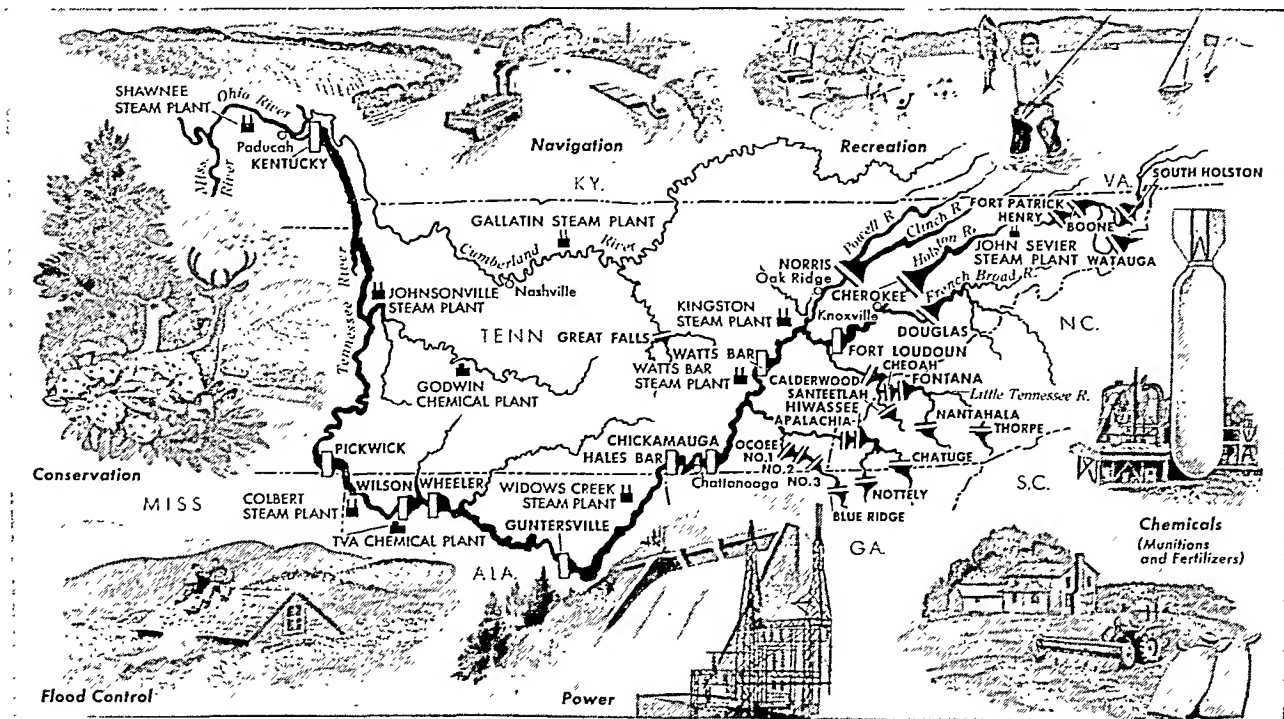 SHAWNEE
STEAM PLANT
Ohio River
Paducah
KENTUCKY
Miss.
River
Navigation
Recreation
KY.
VA.
SOUTH HOLSTON
GALLATIN STEAM PLANT
Cumberland
River
Nashville
Powell R.
Clinch R.
Holston R.
FORT PATRICK
HENRY
BOONE
JOHN SEVIER
STEAM PLANT
WATAUGA
NORRIS
Oak Ridge
CHEROKEE
French Broad R.
Tennessee River
JOHNSONVILLE
STEAM PLANT
TENN
GREAT FALLS
KINGSTON
STEAM PLANT
Knoxville
DOUGLAS
N.C.
FORT LOUDOUN
WATTS BAR
WATTS BAR
STEAM PLANT
GODWIN
CHEMICAL PLANT
CHEOAH
CALDERWOOD
FONTANA
SANTEETLAH
Little Tennessee R.
HIWASSEE
APALACHIA
NANTAHALA
THORPE
PICKWICK
CHICKAMAUGA
HALES BAR
OCOEE
NO.1
NO.2
NO.3
CHATUGE
Chattanooga
NOTTELY
BLUE RIDGE
Conservation
MISS
COLBERT
STEAM PLANT
WILSON
WHEELER
WIDOWS CREEK
STEAM PLANT
TVA CHEMICAL PLANT
GUNTERSVILLE
ALA.
GA.
S.C.
Chemicals
(Munitions
and Fertilizers)
Flood Control
Power